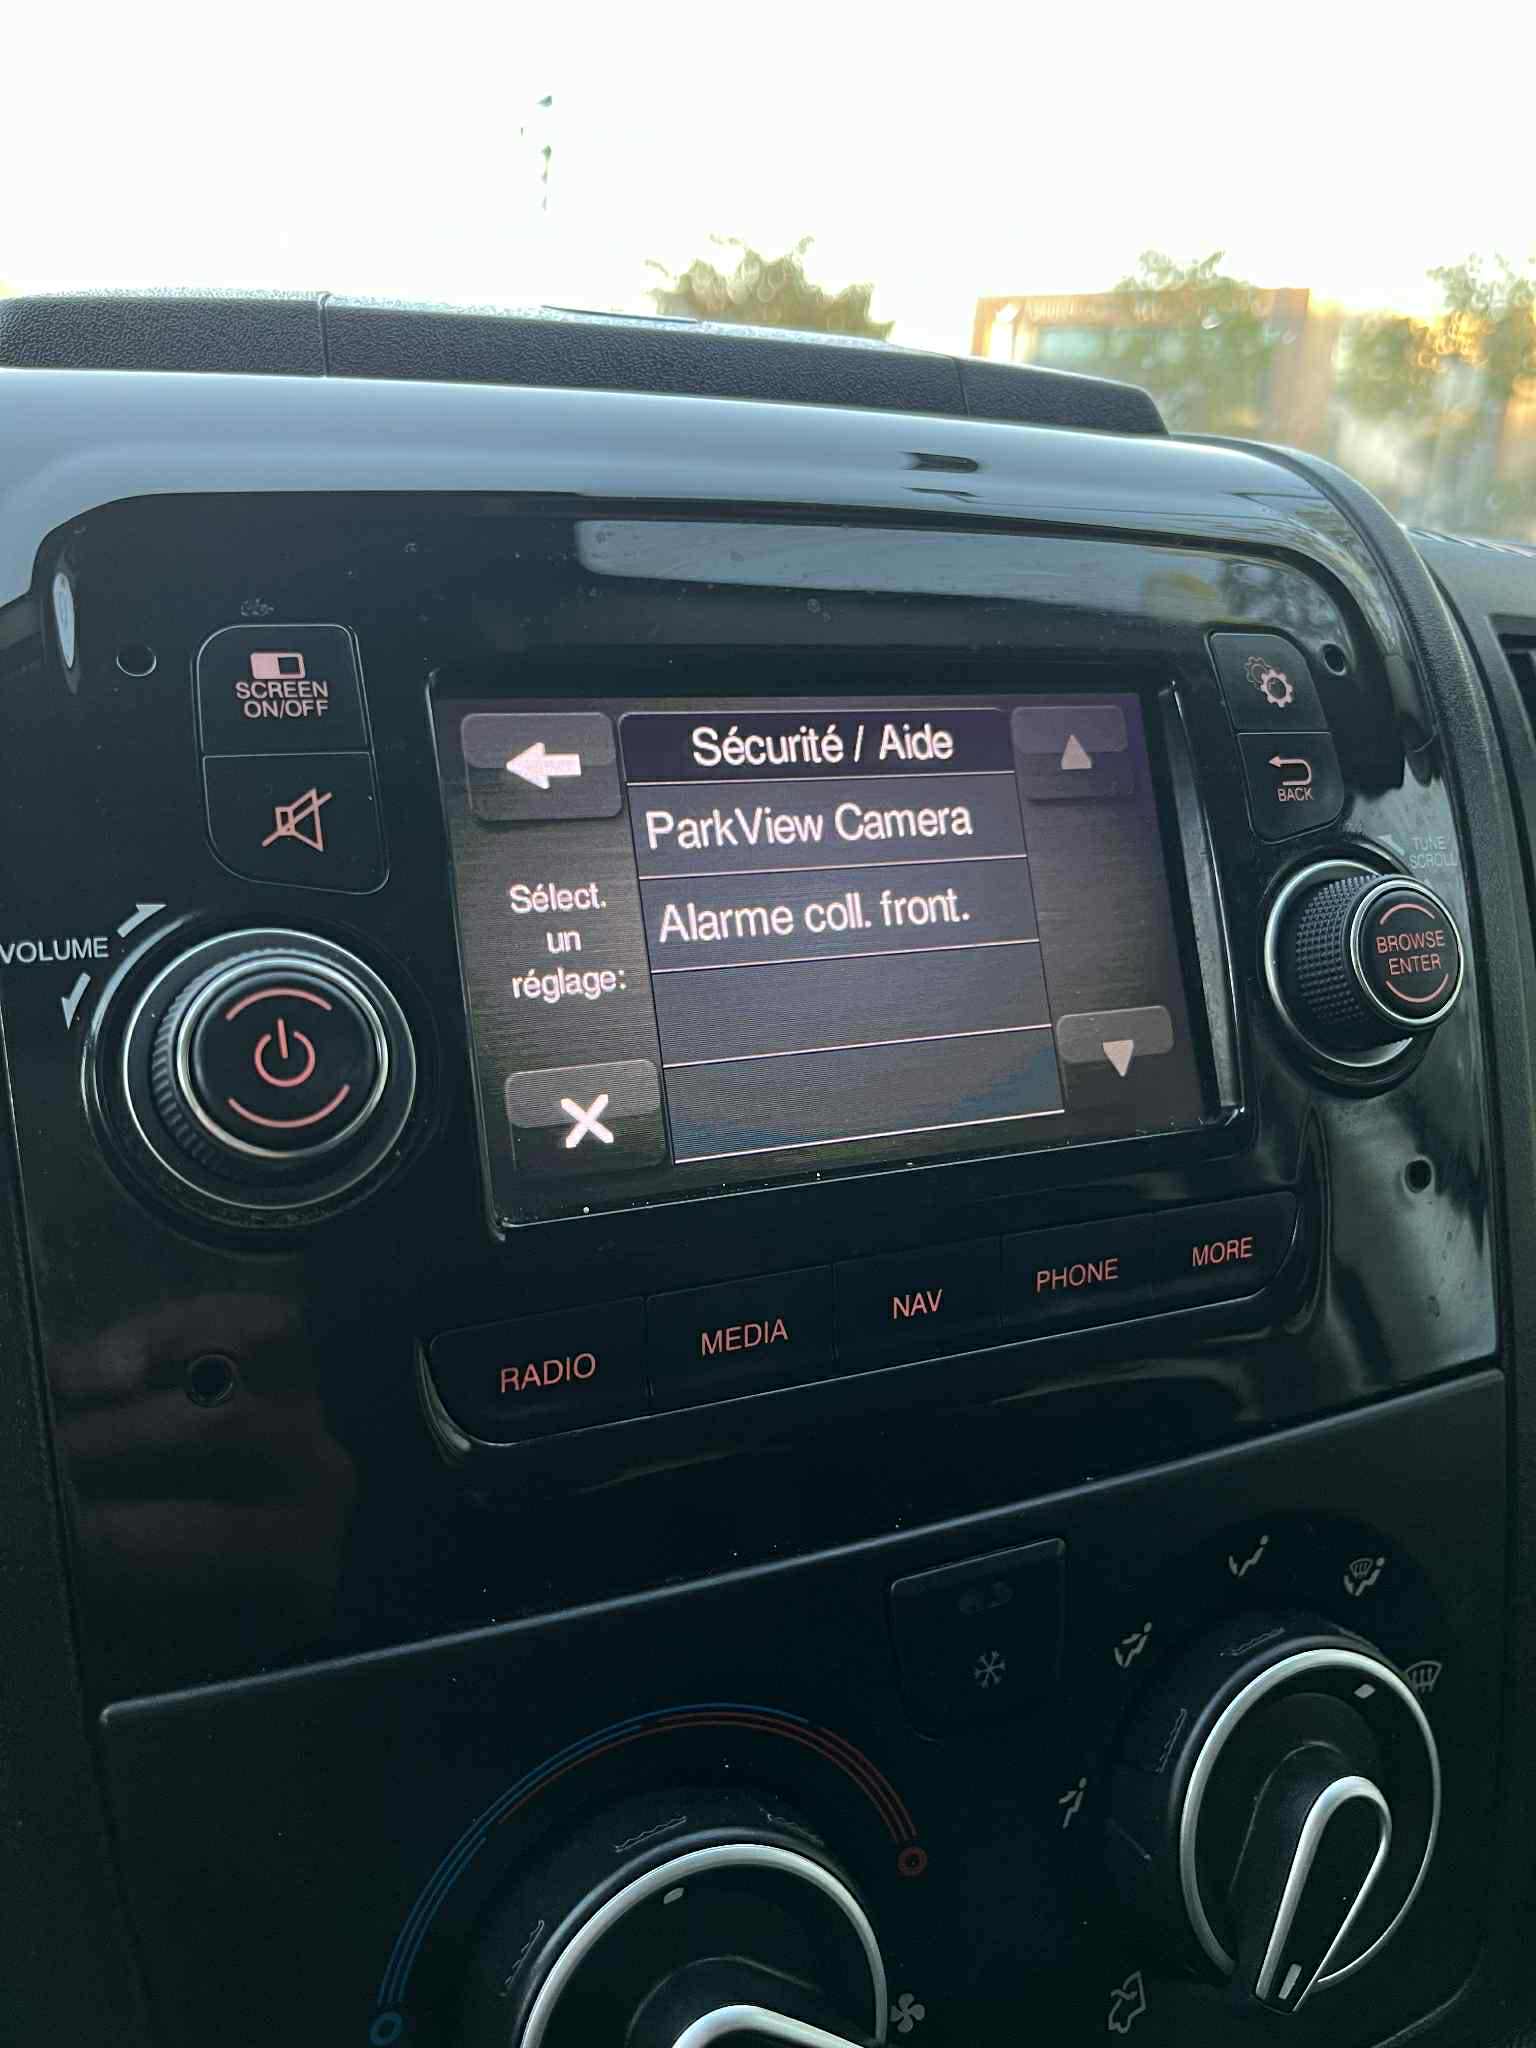 SCREEN
ON/OFF
VOLUME
Sécurité / Aide
ParkView Camera
Alarme coll. front.
Sélect.
un
réglage:
BACK
TUNE
SCROLL
BROWSE
ENTER
RADIO
MEDIA
NAV
PHONE
MORE